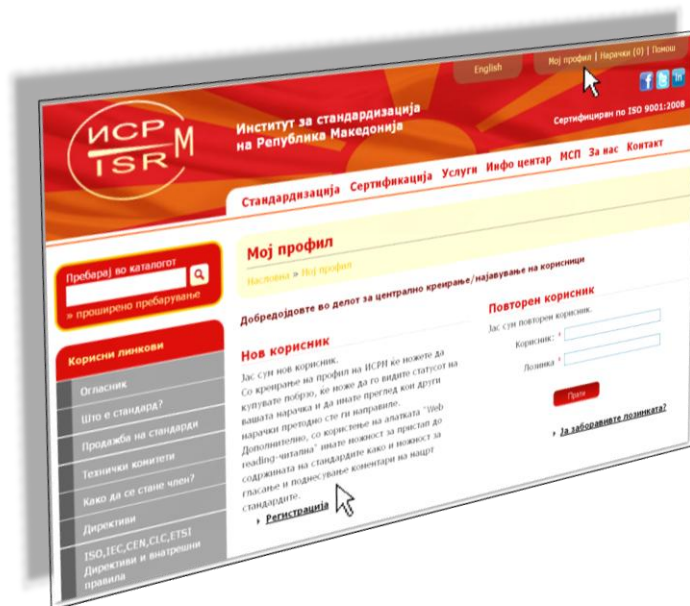 English
Мој профил | Нарачки (0) | Помош
ИСР М
ISR
Институт за стандардизација
на Република Македонија
Сертифициран по ISO 9001:2008
Стандардизација Сертификација Услуги Инфо центар МСП За нас Контакт
Пребарај во каталогот
» проширено пребарување
Корисни линкови
Огласник
Што е стандард?
Продажба на стандарди
Технички комитети
Како да се стане член?
Директиви
ISO,IEC,CEN,CLC,ETSI
Директиви и внатрешни
правила
Мој профил
Насловна » Мој профил
Добредојдовте во делот за централно креирање/најавување на корисници
Нов корисник
Јас сум нов корисник.
Со креирање на профил на ИСРМ ќе можете да
купувате побрзо, ќе може да го видите статусот на
вашата нарачка и да имате преглед кои други
нарачки претодно сте ги направиле.
Дополнително, со користење на алатката "Web
reading-читална" имате можност за пристап до
содржината на стандардите како и можност за
гласање и поднесување коментари на нацрт
стандардите.
Регистрација
Повторен корисник
Јас сум повторен корисник.
Корисник: *
Лозинка *
Прати
Ја заборавивте лозинката?